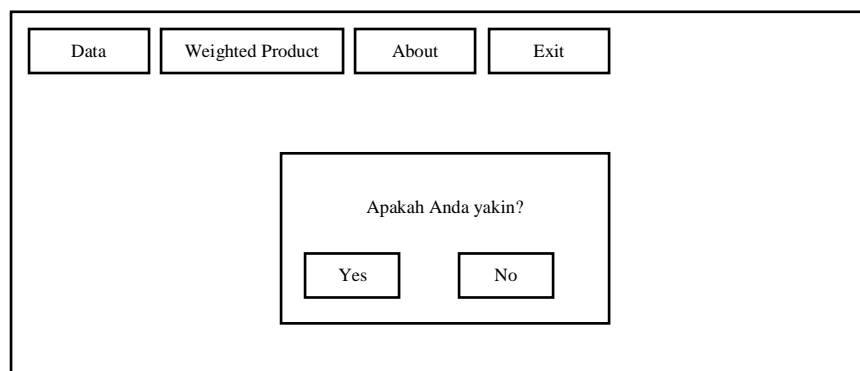 Data Weighted Product About Exit
Apakah Anda yakin?
Yes No